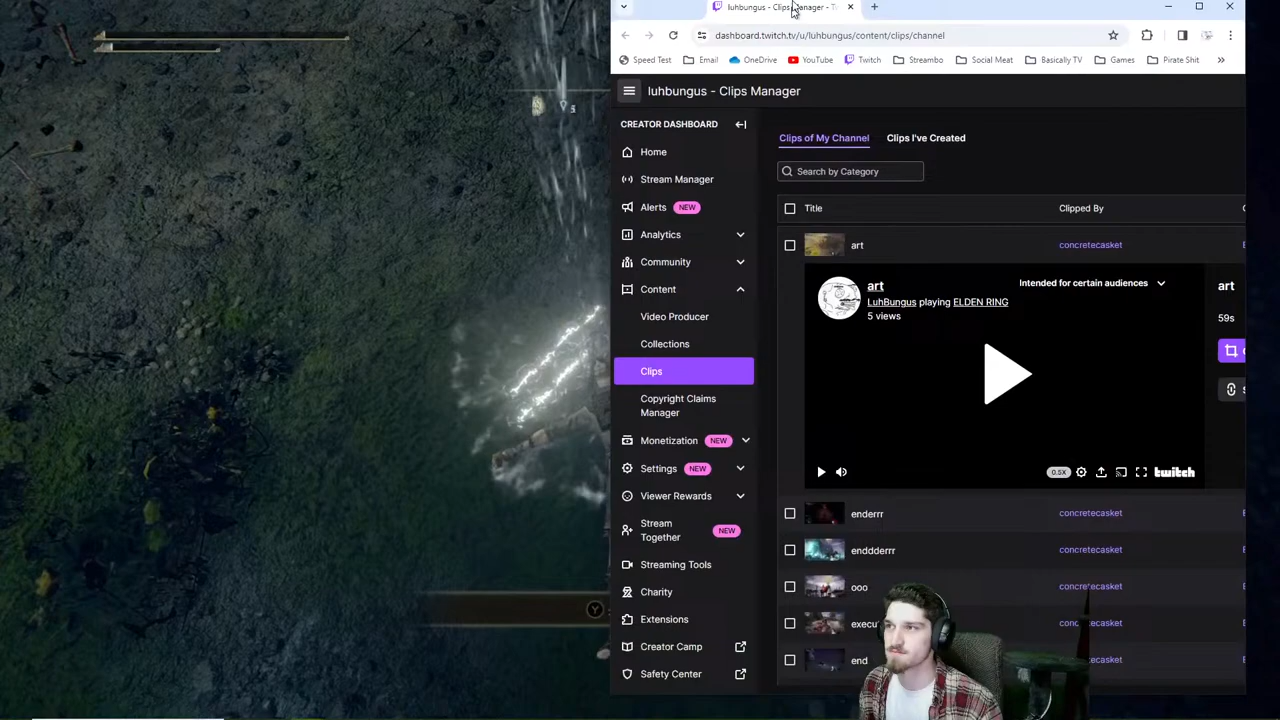 luhbungus - Clips Manager - Tw
dashboard.twitch.tv/u/luhbungus/content/clips/channel
Speed Test Email OneDrive YouTube Twitch Streambo Social Meat Basically TV Games Pirate Shit
luhbungus - Clips Manager
CREATOR DASHBOARD
Home
Stream Manager
Alerts NEW
Analytics
Community
Content
Video Producer
Collections
Clips
Copyright Claims
Manager
Monetization NEW
Settings NEW
Viewer Rewards
Stream
Together NEW
Streaming Tools
Charity
Extensions
Creator Camp
Safety Center
Clips of My Channel Clips I've Created
Search by Category
Title Clipped By
art concretecasket
art
LuhBungus playing ELDEN RING
5 views
Intended for certain audiences
0.5X twitch
art
59s
enderrr concretecasket
enddderrr concretecasket
ooo concretecasket
execu
end
5
Y